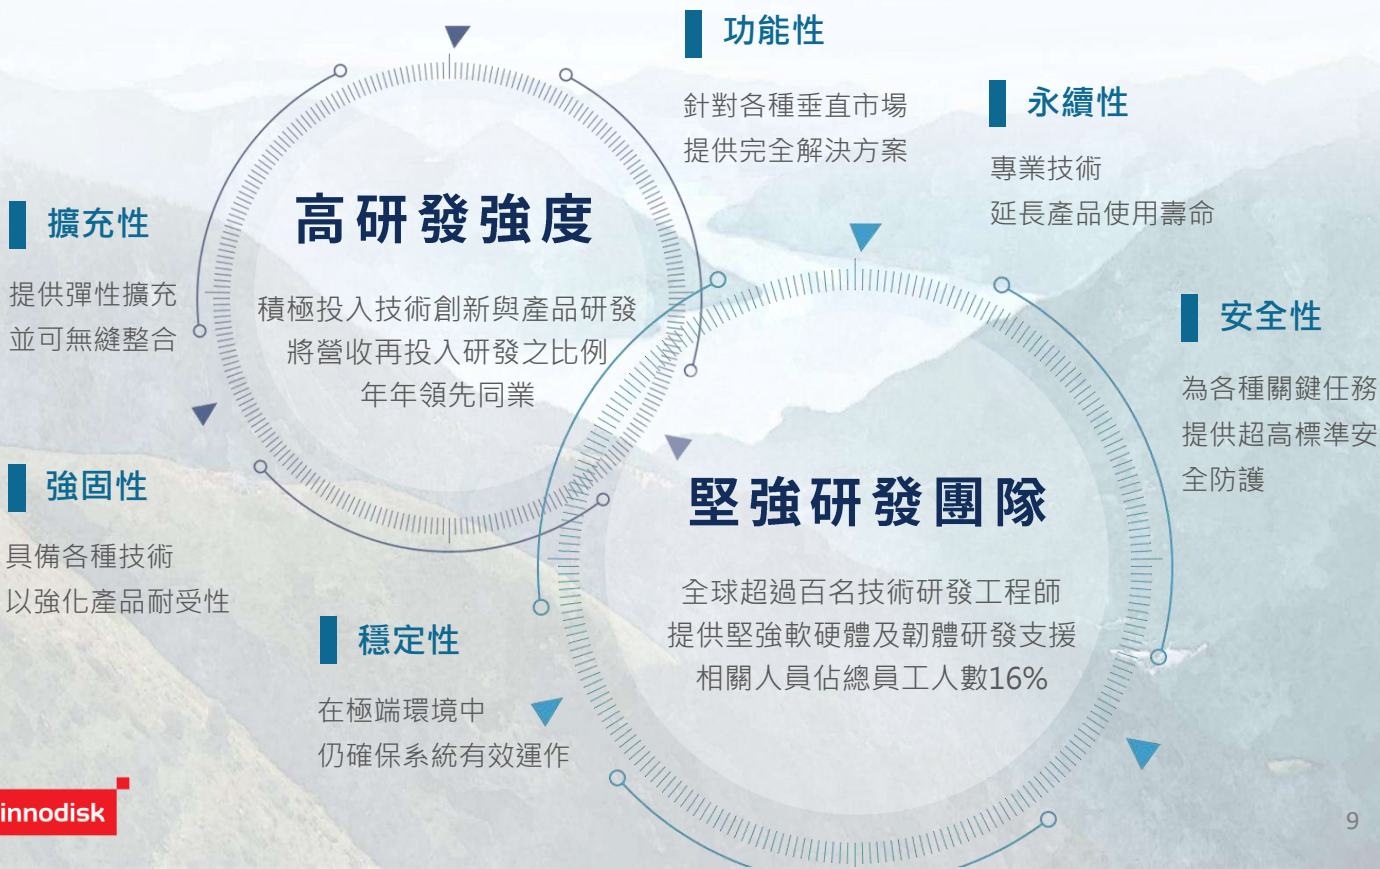 功能性
針對各種垂直市場
提供完全解決方案
永續性
專業技術
延長產品使用壽命
擴充性
提供彈性擴充
並可無縫整合
高研發強度
積極投入技術創新與產品研發
將營收再投入研發之比例
年年領先同業
安全性
為各種關鍵任務
提供超高標準安
全防護
強固性
具備各種技術
以強化產品耐受性
堅強研發團隊
全球超過百名技術研發工程師
提供堅強軟硬體及韌體研發支援
相關人員佔總員工人數16%
穩定性
在極端環境中
仍確保系統有效運作
innodisk
9